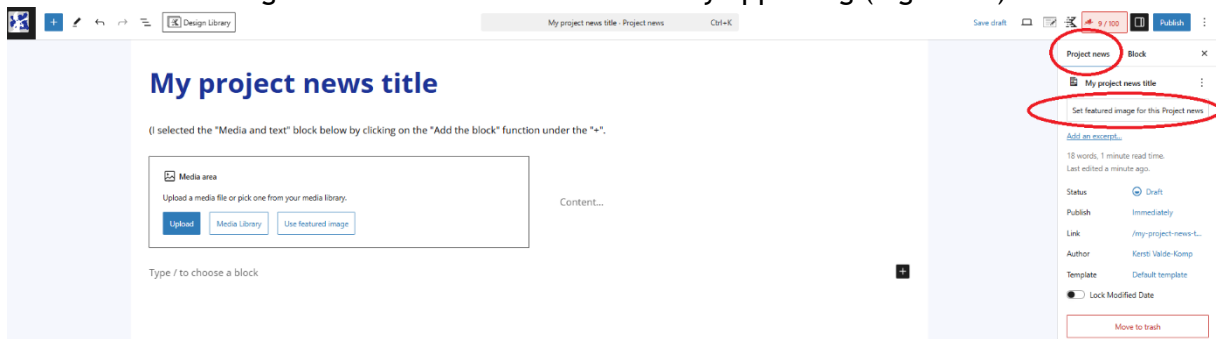 Design Library
My project news title · Project news Ctrl+K
Save draft
9 / 100
Publish
My project news title
(I selected the "Media and text" block below by clicking on the "Add the block" function under the "+".
Media area
Upload a media file or pick one from your media library.
Upload Media Library Use featured image
Content...
Type / to choose a block
Project news Block
My project news title
Set featured image for this Project news
Add an excerpt...
18 words, 1 minute read time.
Last edited a minute ago.
Status Draft
Publish Immediately
Link /my-project-news-t...
Author Kersti Valde-Komp
Template Default template
Lock Modified Date
Move to trash